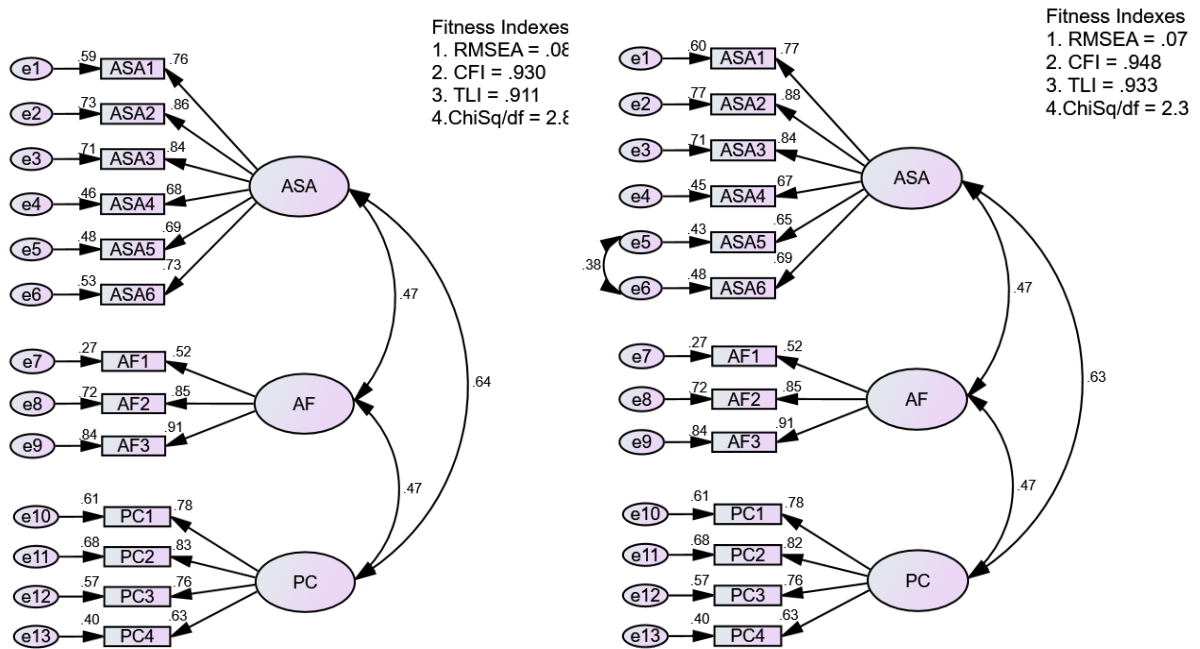 Fitness Indexes
1. RMSEA = .08
2. CFI = .930
3. TLI = .911
4.ChiSq/df = 2.8
e1 .59 ASA1 .76
e2 .73 ASA2 .86
e3 .71 ASA3 .84
e4 .46 ASA4 .68
e5 .48 ASA5 .69
e6 .53 ASA6 .73
ASA
.47
.64
e7 .27 AF1 .52
e8 .72 AF2 .85
e9 .84 AF3 .91
AF
.47
e10 .61 PC1 .78
e11 .68 PC2 .83
e12 .57 PC3 .76
e13 .40 PC4 .63
PC
Fitness Indexes
1. RMSEA = .07
2. CFI = .948
3. TLI = .933
4.ChiSq/df = 2.3
e1 .60 ASA1 .77
e2 .77 ASA2 .88
e3 .71 ASA3 .84
e4 .45 ASA4 .67
e5 .43 ASA5 .65
.38
e6 .48 ASA6 .69
ASA
.47
.63
e7 .27 AF1 .52
e8 .72 AF2 .85
e9 .84 AF3 .91
AF
.47
e10 .61 PC1 .78
e11 .68 PC2 .82
e12 .57 PC3 .76
e13 .40 PC4 .63
PC